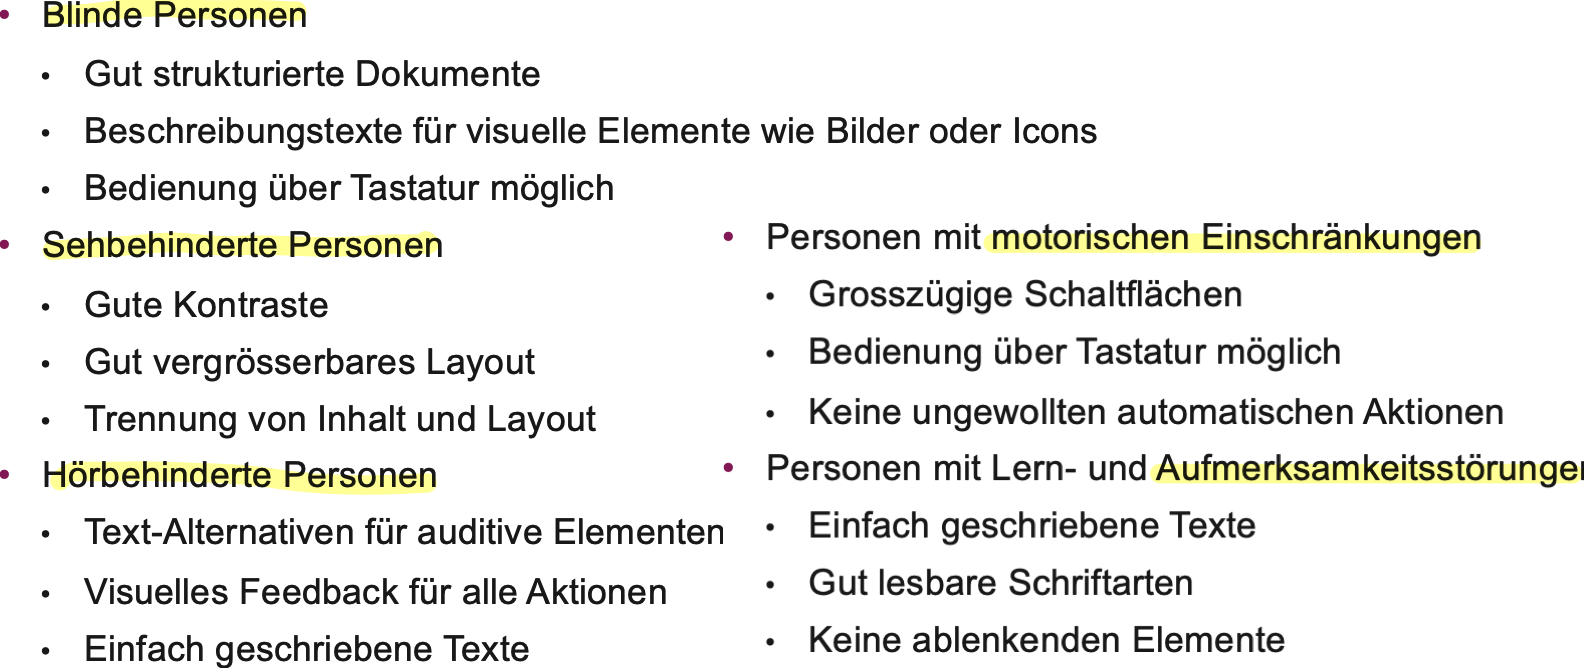 • Blinde Personen
• Gut strukturierte Dokumente
• Beschreibungstexte für visuelle Elemente wie Bilder oder Icons
• Bedienung über Tastatur möglich
• Sehbehinderte Personen
• Gute Kontraste
• Gut vergrösserbares Layout
• Trennung von Inhalt und Layout
• Hörbehinderte Personen
• Text-Alternativen für auditive Elementen
• Visuelles Feedback für alle Aktionen
• Einfach geschriebene Texte
• Personen mit motorischen Einschränkungen
• Grosszügige Schaltflächen
• Bedienung über Tastatur möglich
• Keine ungewollten automatischen Aktionen
• Personen mit Lern- und Aufmerksamkeitsstörungen
• Einfach geschriebene Texte
• Gut lesbare Schriftarten
• Keine ablenkenden Elemente